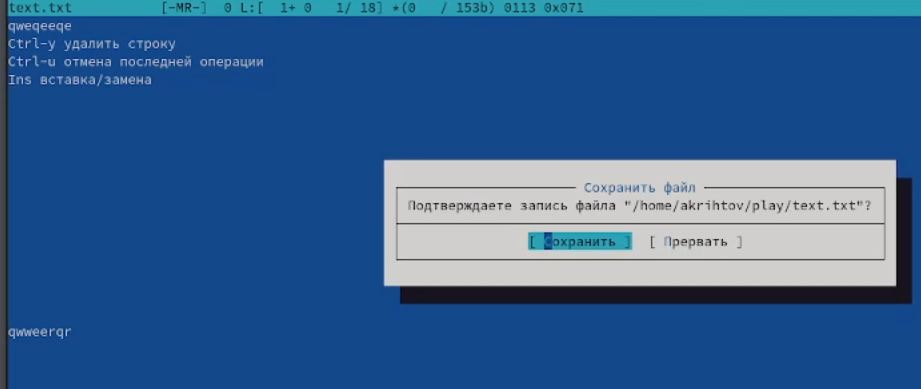 text.txt [-MR-] 0 L:[ 1+ 0 1/ 18] *(0 / 153b) 0113 0x071
qweqeeqe
Ctrl-y удалить строку
Ctrl-u отмена последней операции
Ins вставка/замена
Сохранить файл
Подтверждаете запись файла "/home/akrihtov/play/text.txt"?
[ Сохранить ] [ Прервать ]
qwweerqr